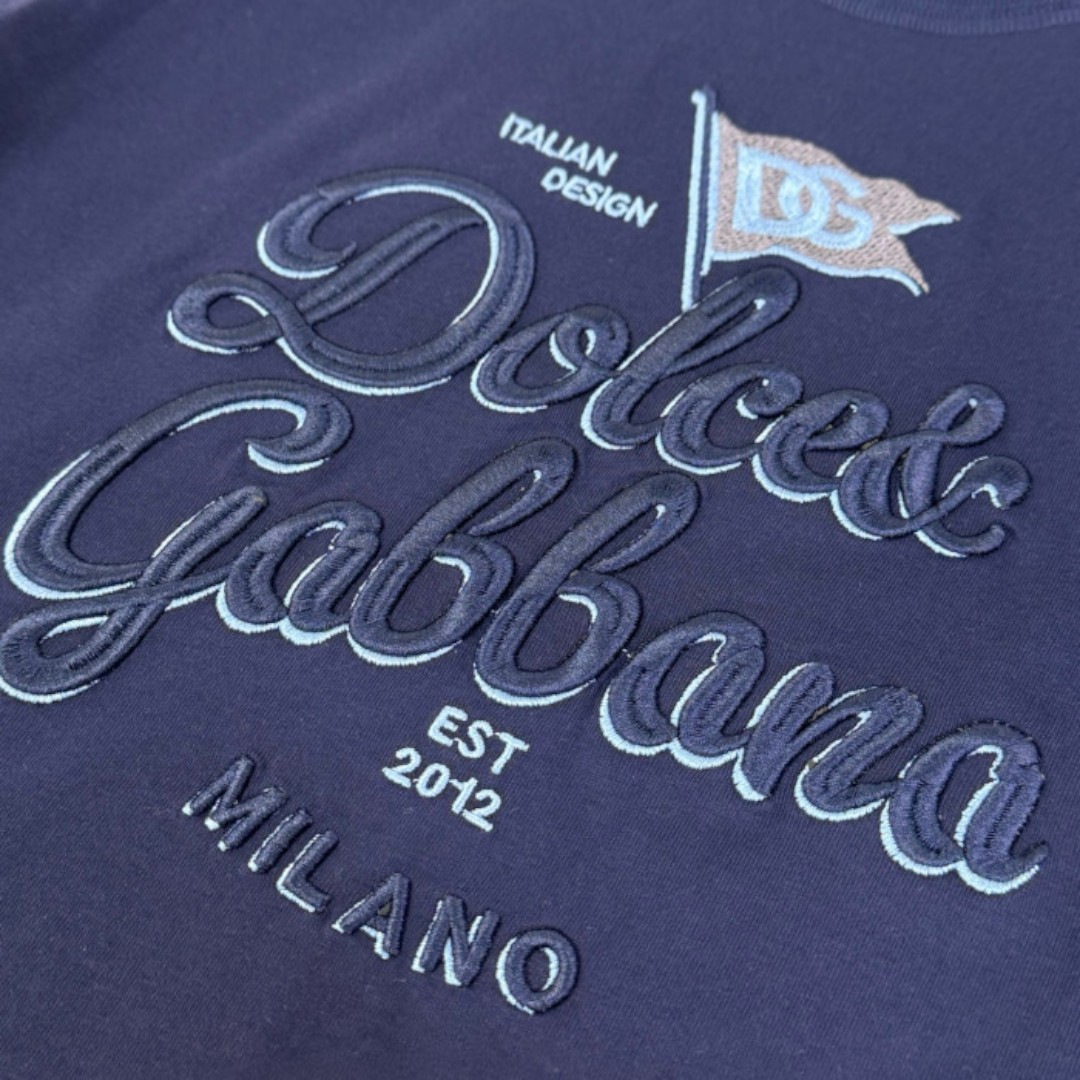 ITALIAN
DESIGN
DG
Dolce&
Gabbana
EST
2012
MILANO